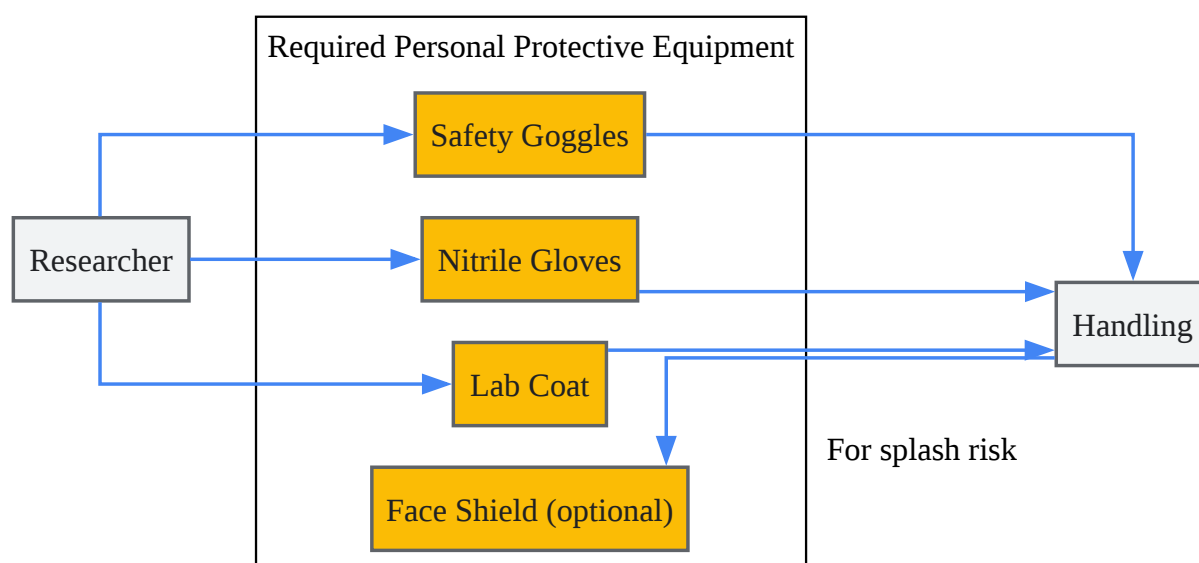 Required Personal Protective Equipment
Safety Goggles
Researcher
Nitrile Gloves
Handling
Lab Coat
For splash risk
Face Shield (optional)